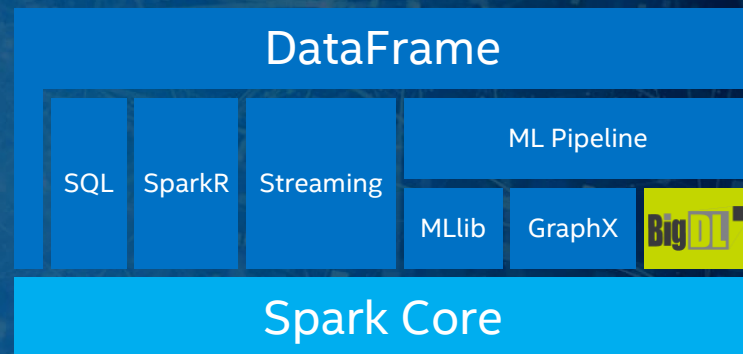 DataFrame
SQL
SparkR
Streaming
ML Pipeline
MLlib
GraphX
BigDL
Spark Core